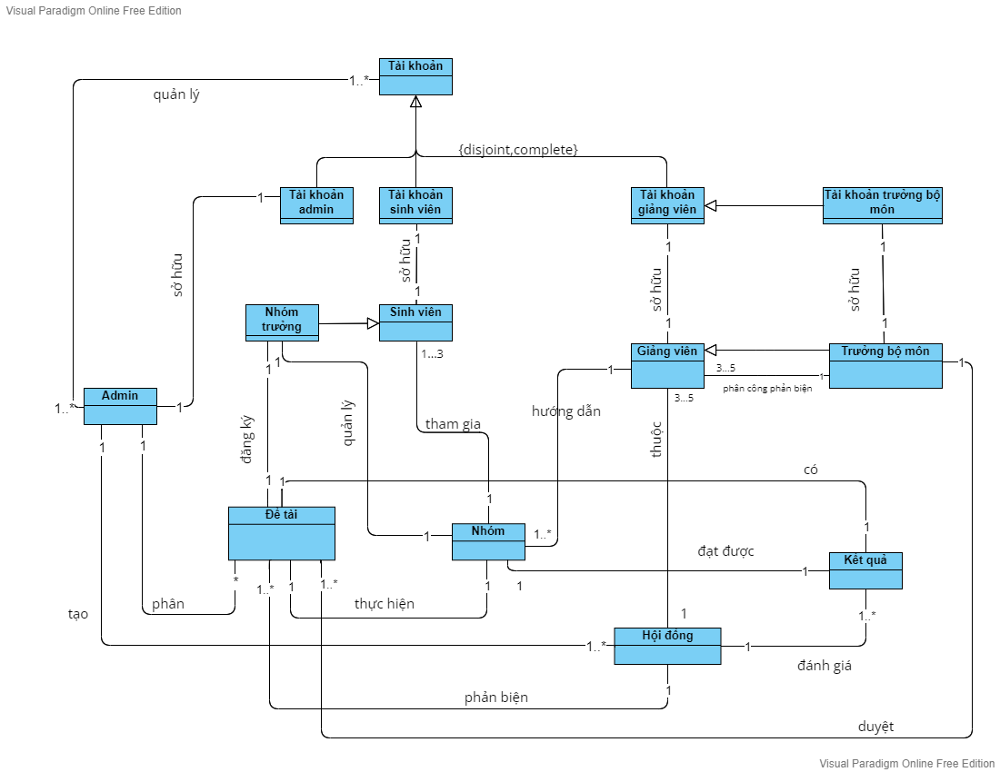 Visual Paradigm Online Free Edition
Tài khoản
1..*
quản lý
{disjoint,complete}
Tài khoản
admin
Tài khoản
sinh viên
Tài khoản
giảng viên
Tài khoản trưởng bộ
môn
1
1
1
1
sở hữu
sở hữu
sở hữu
sở hữu
1
1
1
Nhóm
trưởng
Sinh viên
Giảng viên
Trưởng bộ môn
1
1
1...3
1
3...5
1
1
phân công phản biện
Admin
1..*
1
3...5
hướng dẫn
đăng ký
quản lý
tham gia
thuộc
1
1
có
1
1
1
Đề tài
1
Nhóm
1
1..*
1
đạt được
Kết quả
*
1..*
1
1..*
1
1
1
phân
thực hiện
tạo
1
1..*
Hội đồng
1..*
1
đánh giá
1
phản biện
duyệt
Visual Paradigm Online Free Edition